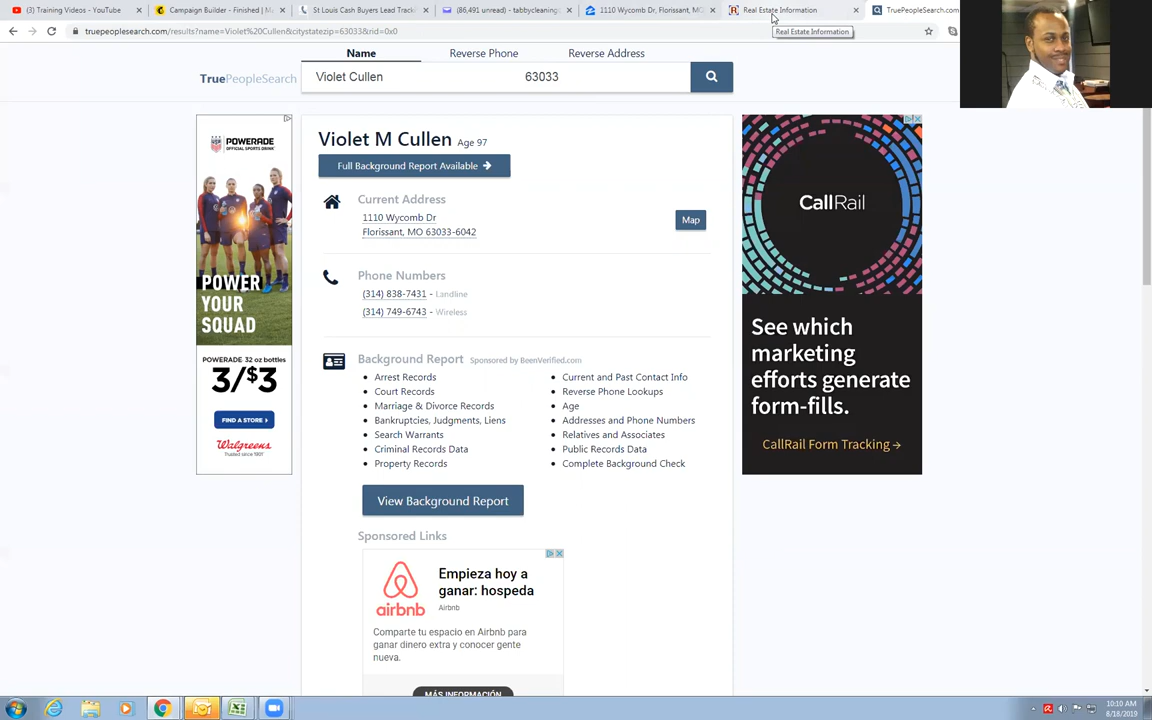 (3) Training Videos - YouTube
Campaign Builder - Finished | M
St Louis Cash Buyers Lead Track
(86,491 unread) - tabbycleaning
1110 Wycomb Dr, Florissant, MO
Real Estate Information
TruePeopleSearch.com
truepeoplesearch.com/results?name=Violet%20Cullen&citystatezip=63033&rid=0x0
Real Estate Information
Name
Reverse Phone
Reverse Address
TruePeopleSearch
Violet Cullen
63033
POWERADE
OFFICIAL SPORTS DRINK
POWER
YOUR
SQUAD
POWERADE 32 oz bottles
3/$3
FIND A STORE >
Walgreens
Trusted since 1901
Violet M Cullen Age 97
Full Background Report Available
Current Address
1110 Wycomb Dr
Florissant, MO 63033-6042
Map
Phone Numbers
(314) 838-7431 - Landline
(314) 749-6743 - Wireless
Background Report Sponsored by BeenVerified.com
Arrest Records
Court Records
Marriage & Divorce Records
Bankruptcies, Judgments, Liens
Search Warrants
Criminal Records Data
Property Records
Current and Past Contact Info
Reverse Phone Lookups
Age
Addresses and Phone Numbers
Relatives and Associates
Public Records Data
Complete Background Check
View Background Report
Sponsored Links
airbnb
Empieza hoy a
ganar: hospeda
Airbnb
Comparte tu espacio en Airbnb para
ganar dinero extra y conocer gente
nueva.
MÁS INFORMACIÓN
CallRail
See which
marketing
efforts generate
form-fills.
CallRail Form Tracking →
10:10 AM
8/18/2019